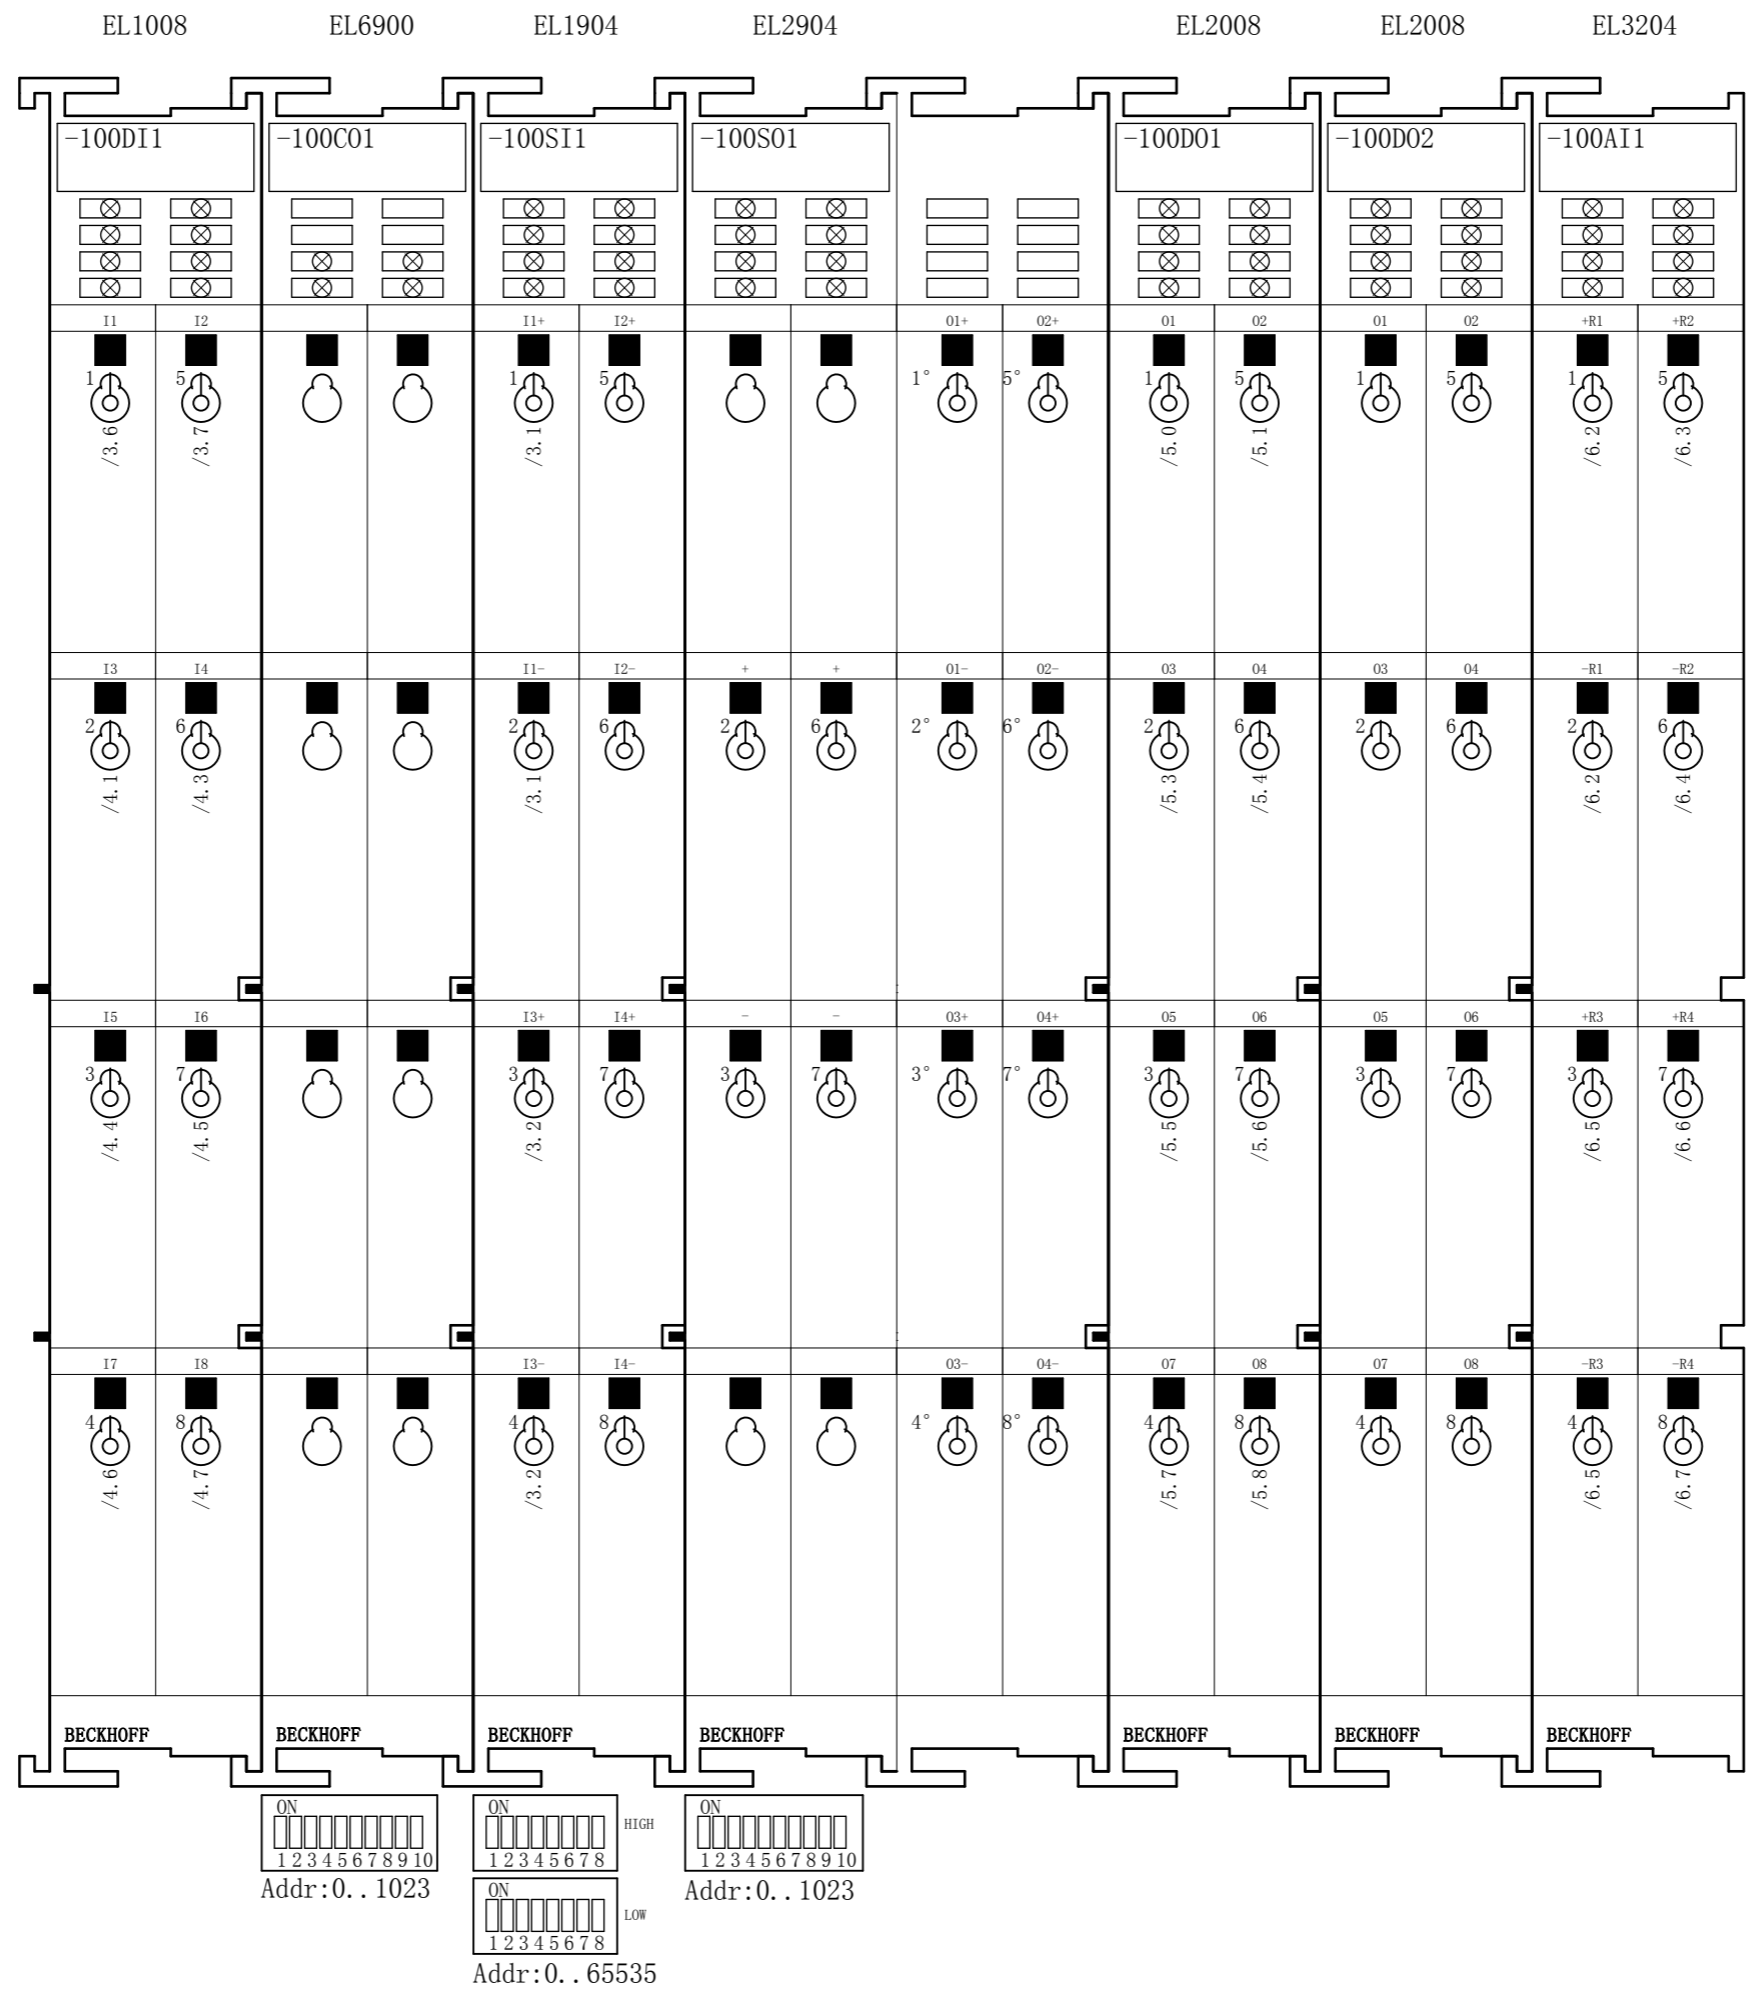 EL1008 EL6900 EL1904 EL2904 EL2008 EL2008 EL3204
-100DI1 -100CO1 -100SI1 -100SO1 -100DO1 -100DO2 -100AI1
I1 I2 I1+ I2+ O1+ O2+ O1 O2 O1 O2 +R1 +R2
1 5 1 5 1° 5° 1 5 1 5 1 5
/3.6 /3.7 /3.1 /5.0 /5.1 /6.2 /6.3
I3 I4 I1- I2- + + O1- O2- O3 O4 O3 O4 -R1 -R2
2 6 2 6 2 6 2° 6° 2 6 2 6 2 6
/4.1 /4.3 /3.1 /5.3 /5.4 /6.2 /6.4
I5 I6 I3+ I4+ - - O3+ O4+ O5 O6 O5 O6 +R3 +R4
3 7 3 7 3 7 3° 7° 3 7 3 7 3 7
/4.4 /4.5 /3.2 /5.5 /5.6 /6.5 /6.6
I7 I8 I3- I4- O3- O4- O7 O8 O7 O8 -R3 -R4
4 8 4 8 4° 8° 4 8 4 8 4 8
/4.6 /4.7 /3.2 /5.7 /5.8 /6.5 /6.7
BECKHOFF BECKHOFF BECKHOFF BECKHOFF BECKHOFF BECKHOFF BECKHOFF
ON ON ON
HIGH
1 2 3 4 5 6 7 8 9 10 1 2 3 4 5 6 7 8 1 2 3 4 5 6 7 8 9 10
Addr:0..1023 ON Addr:0..1023
LOW
1 2 3 4 5 6 7 8
Addr:0..65535